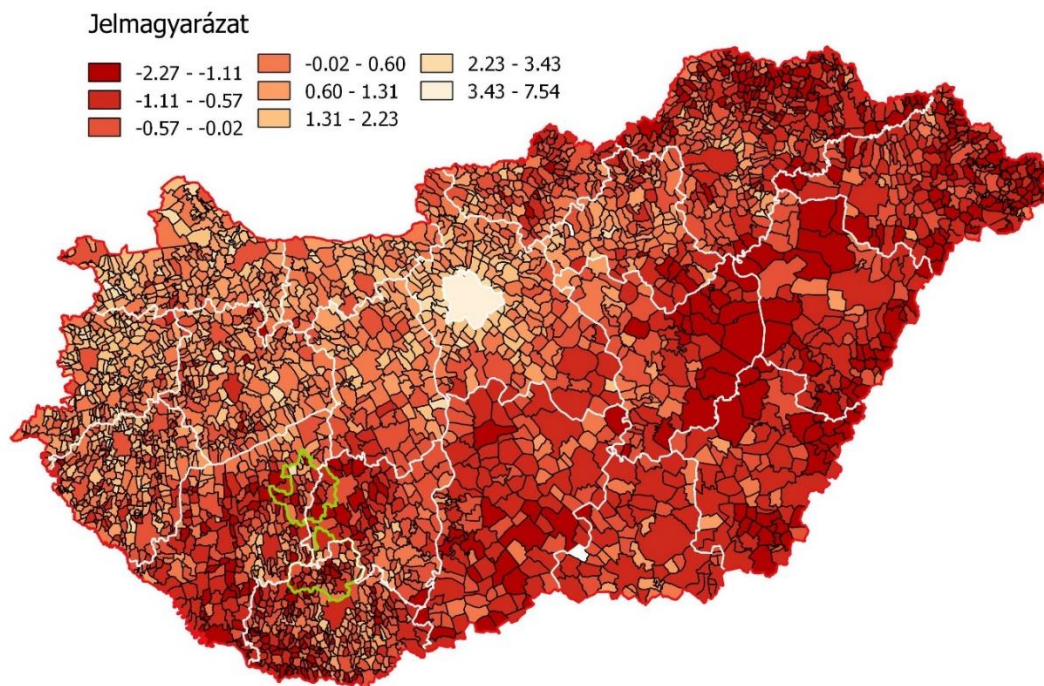 Jelmagyarázat
-2.27 - -1.11
-1.11 - -0.57
-0.57 - -0.02
-0.02 - 0.60
0.60 - 1.31
1.31 - 2.23
2.23 - 3.43
3.43 - 7.54